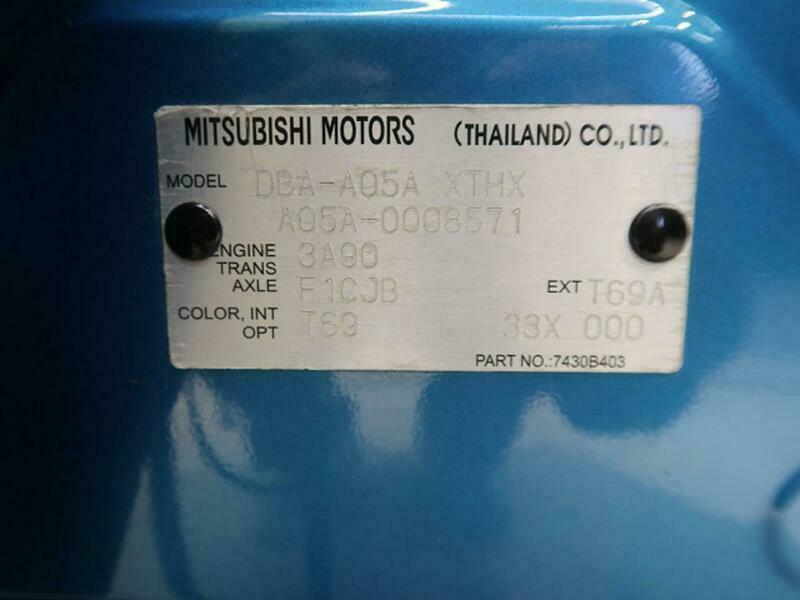 MITSUBISHI MOTORS (THAILAND) CO.,LTD.
MODEL DBA-A05A XTHX
A05A-0008571
ENGINE 3A90
TRANS
AXLE F1CJB EXT T69A
COLOR, INT T69 33X 000
OPT
PART NO.:7430B403